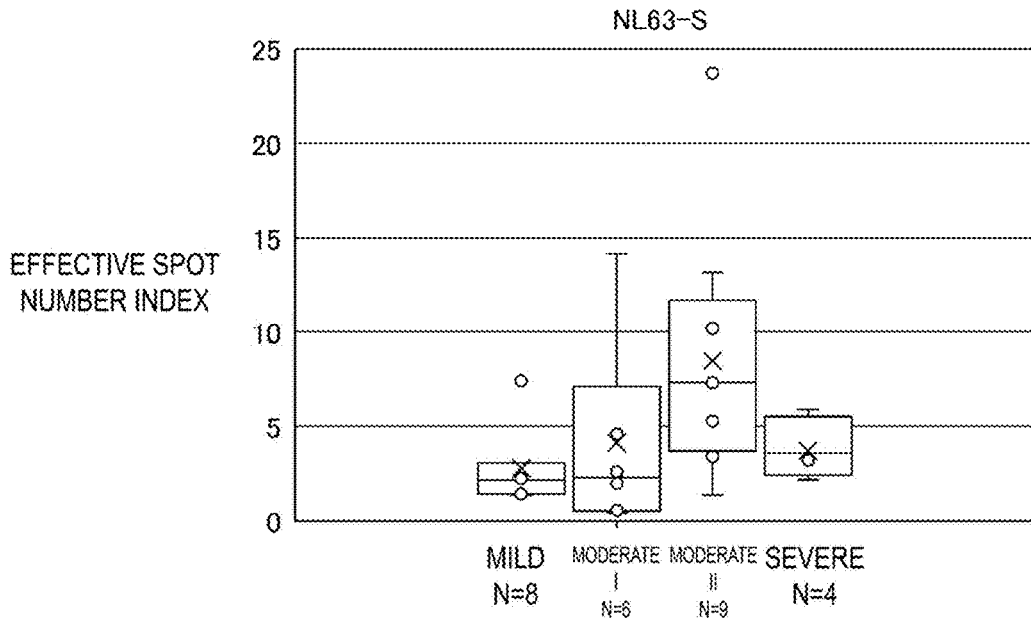 NL63-S
25
20
15
10
5
0
EFFECTIVE SPOT
NUMBER INDEX
MILD
N=8
MODERATE
I
N=6
MODERATE
II
N=9
SEVERE
N=4